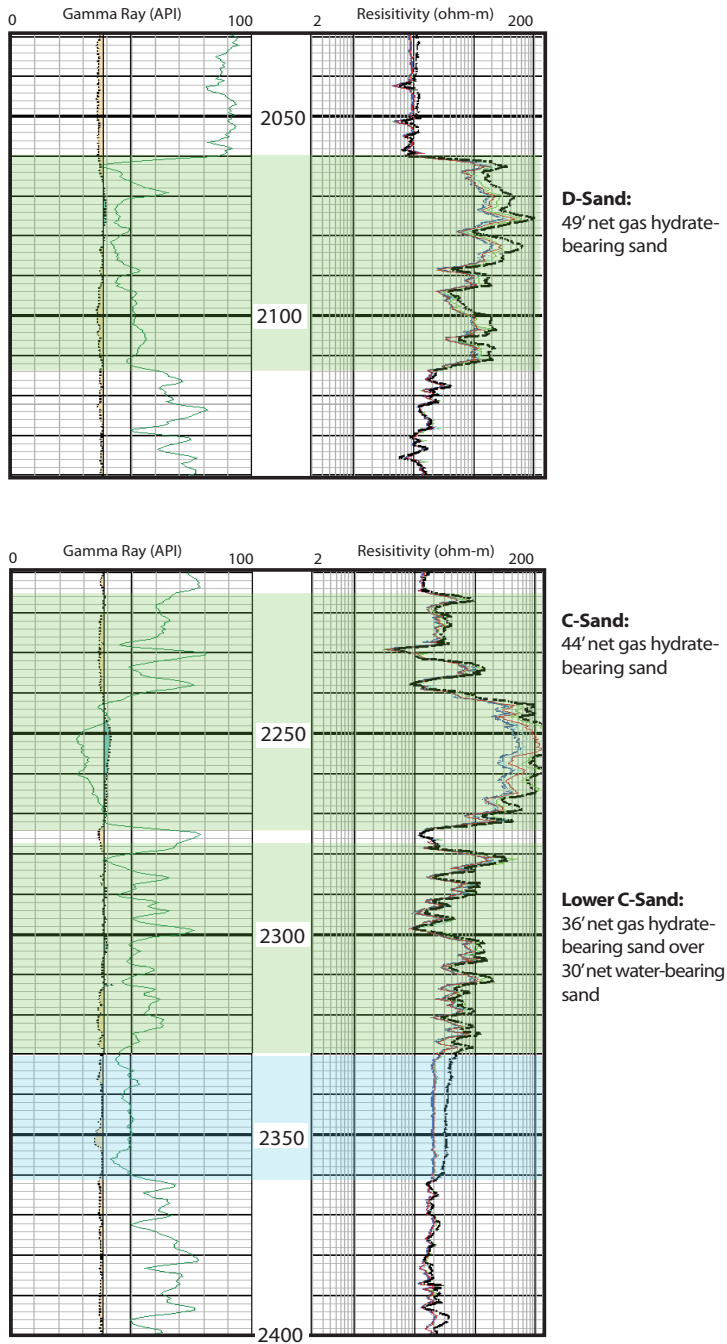 0 Gamma Ray (API) 100 2 Resisitivity (ohm-m) 200
2050
D-Sand:
49' net gas hydrate-
bearing sand
2100
0 Gamma Ray (API) 100 2 Resisitivity (ohm-m) 200
C-Sand:
44' net gas hydrate-
bearing sand
2250
Lower C-Sand:
36' net gas hydrate-
bearing sand over
30' net water-bearing
sand
2300
2350
2400